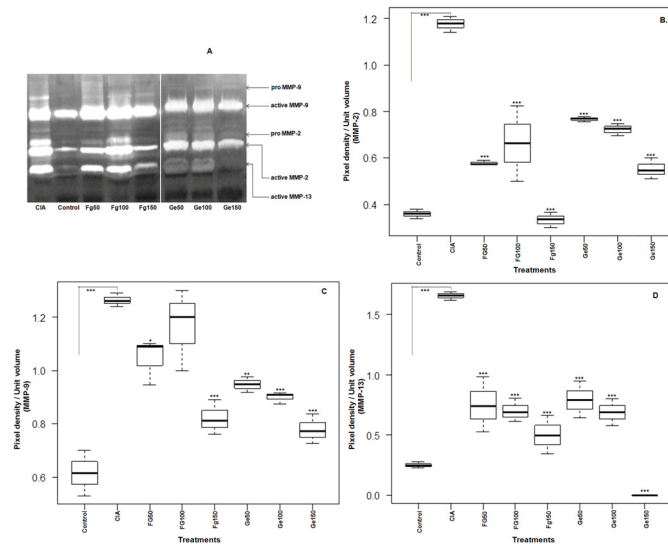 A
pro MMP-9
active MMP-9
pro MMP-2
active MMP-2
active MMP-13
CIA Control Fg50 Fg100 Fg150 Ge50 Ge100 Ge150
B.
Pixel density / Unit volume
(MMP-2)
1.2
1.0
0.8
0.6
0.4
***
***
***
***
***
***
***
Control CIA FG50 FG100 Fg150 Ge50 Ge100 Ge150
Treatments
C
Pixel density / Unit volume
(MMP-9)
1.2
1.0
0.8
0.6
***
*
***
**
***
***
Control CIA FG50 FG100 Fg150 Ge50 Ge100 Ge150
Treatments
D
Pixel density / Unit volume
(MMP-13)
1.5
1.0
0.5
0.0
***
***
***
***
***
***
***
Control CIA FG50 FG100 Fg150 Ge50 Ge100 Ge150
Treatments